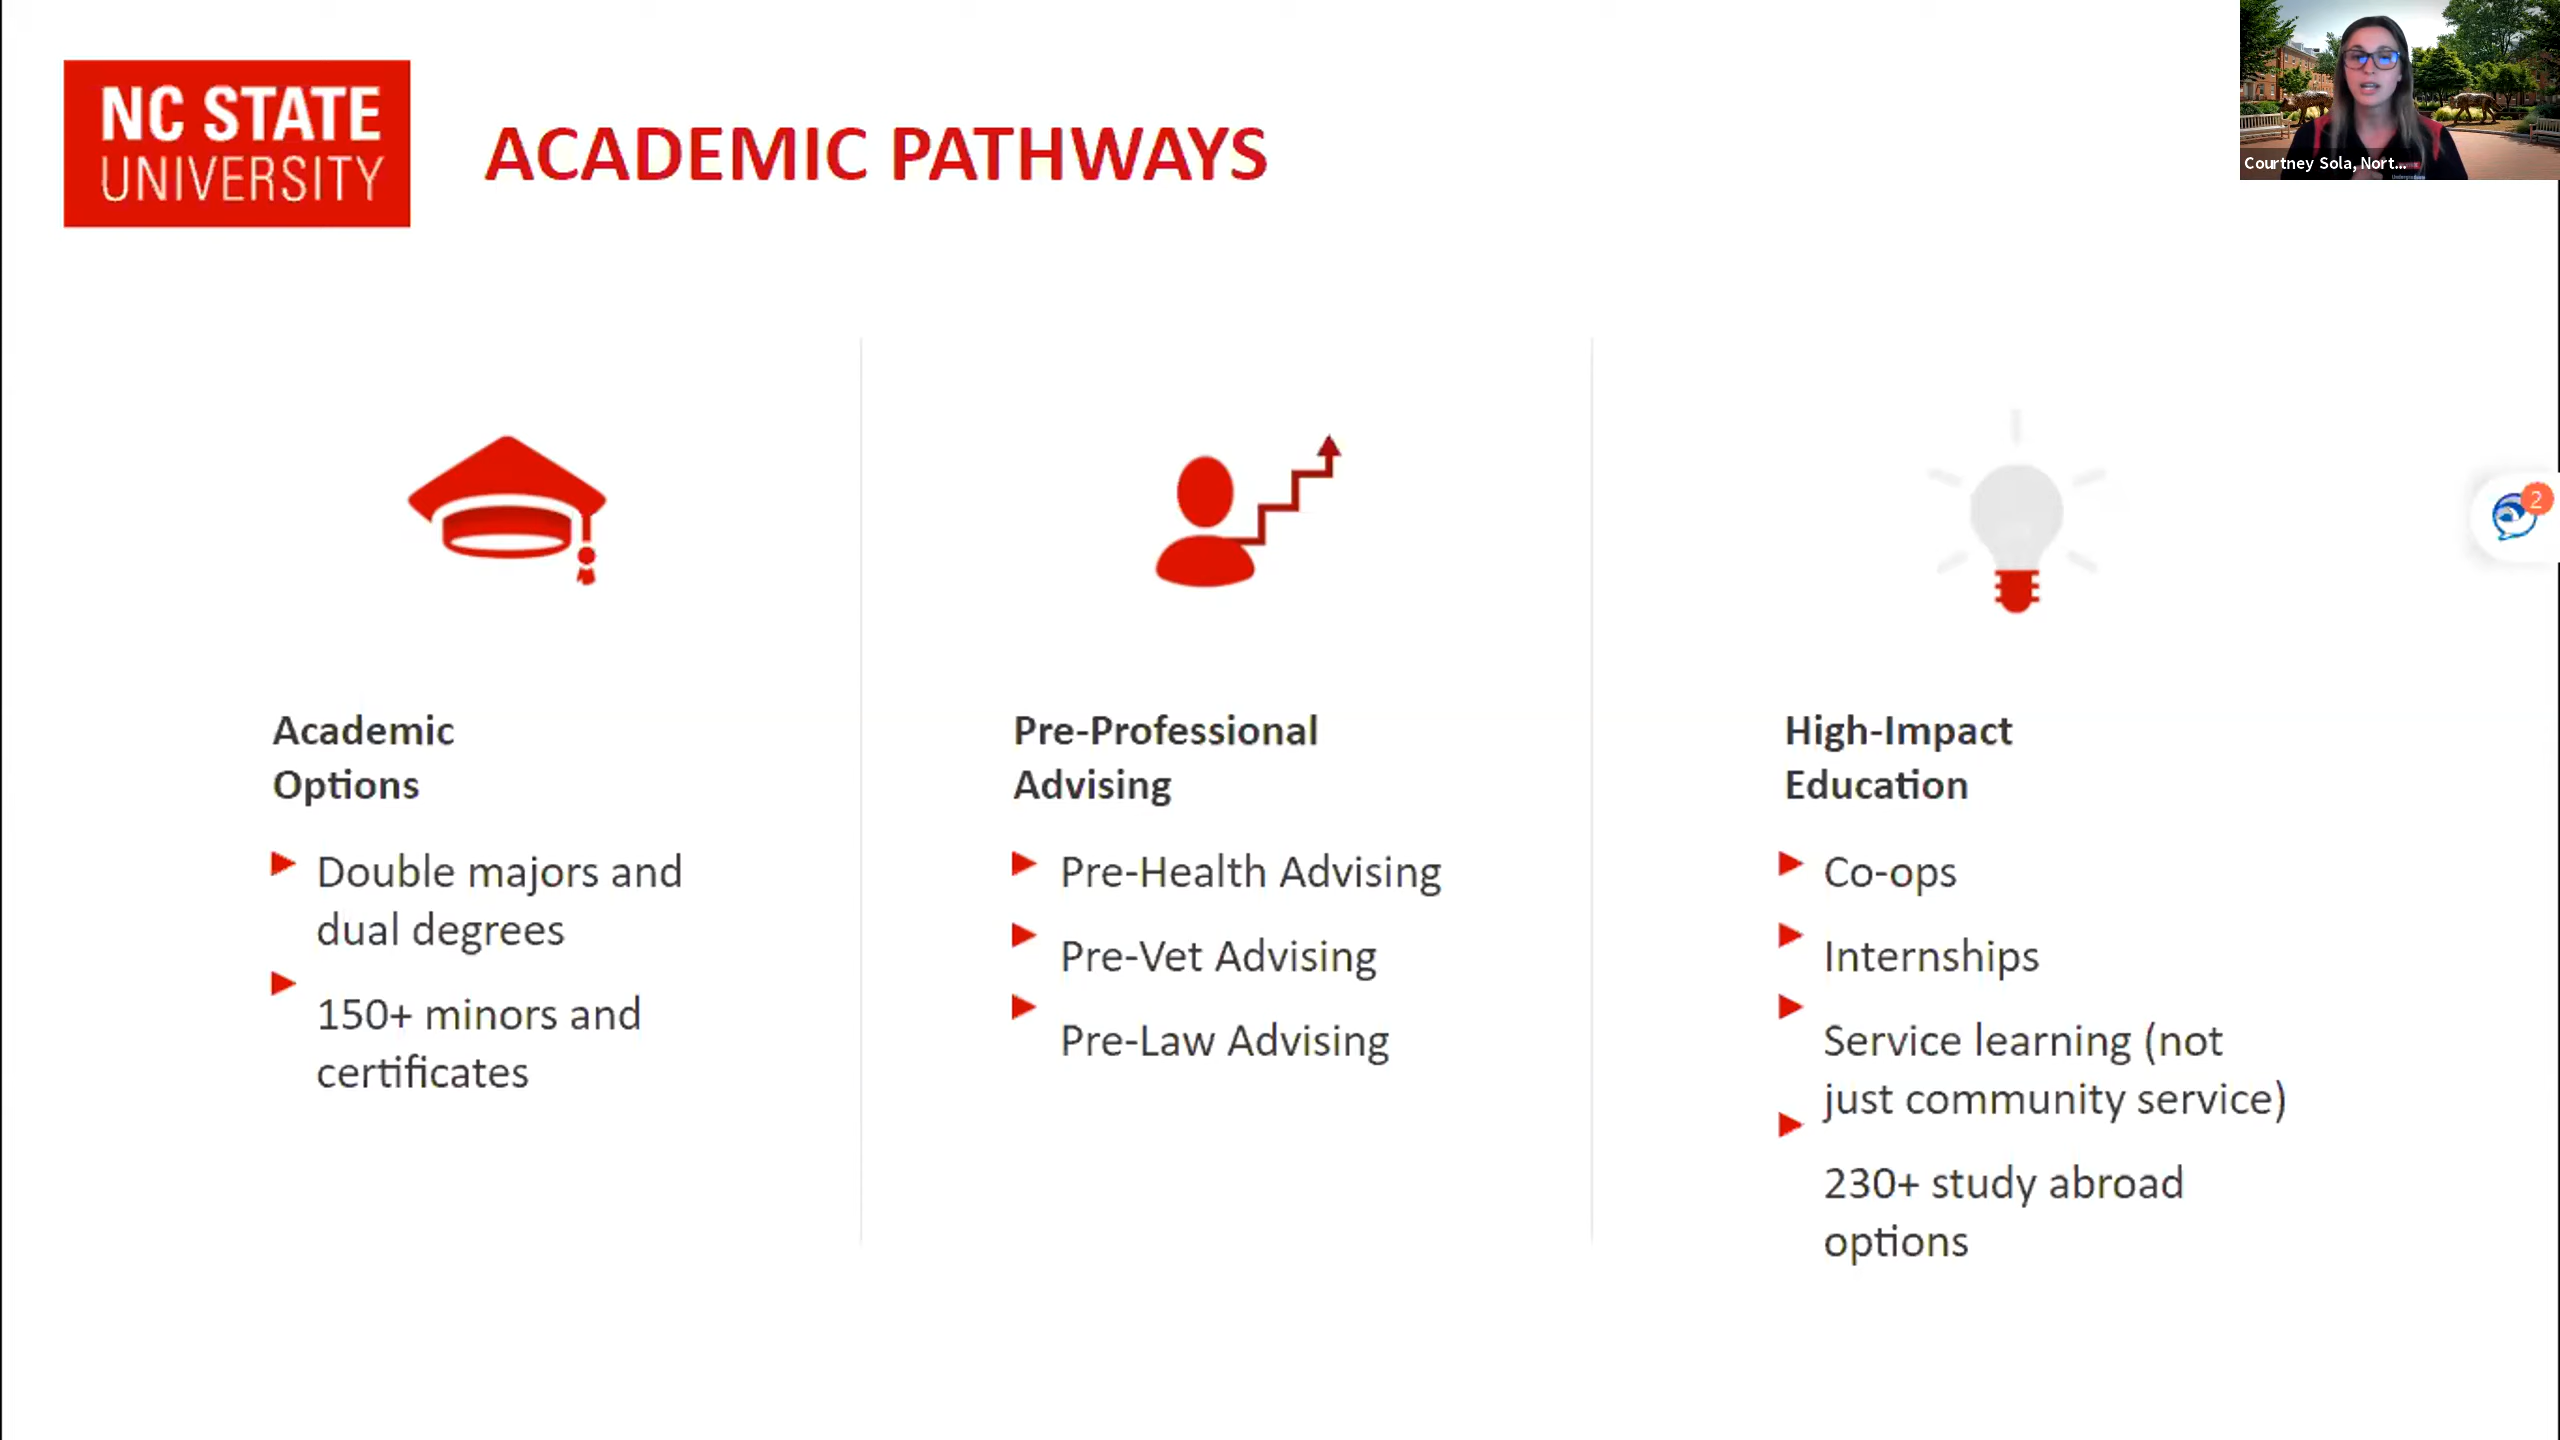 NC STATE
UNIVERSITY
ACADEMIC PATHWAYS
Courtney Sola, Nort...
2
Academic
Options
Double majors and
dual degrees
150+ minors and
certificates
Pre-Professional
Advising
Pre-Health Advising
Pre-Vet Advising
Pre-Law Advising
High-Impact
Education
Co-ops
Internships
Service learning (not
just community service)
230+ study abroad
options